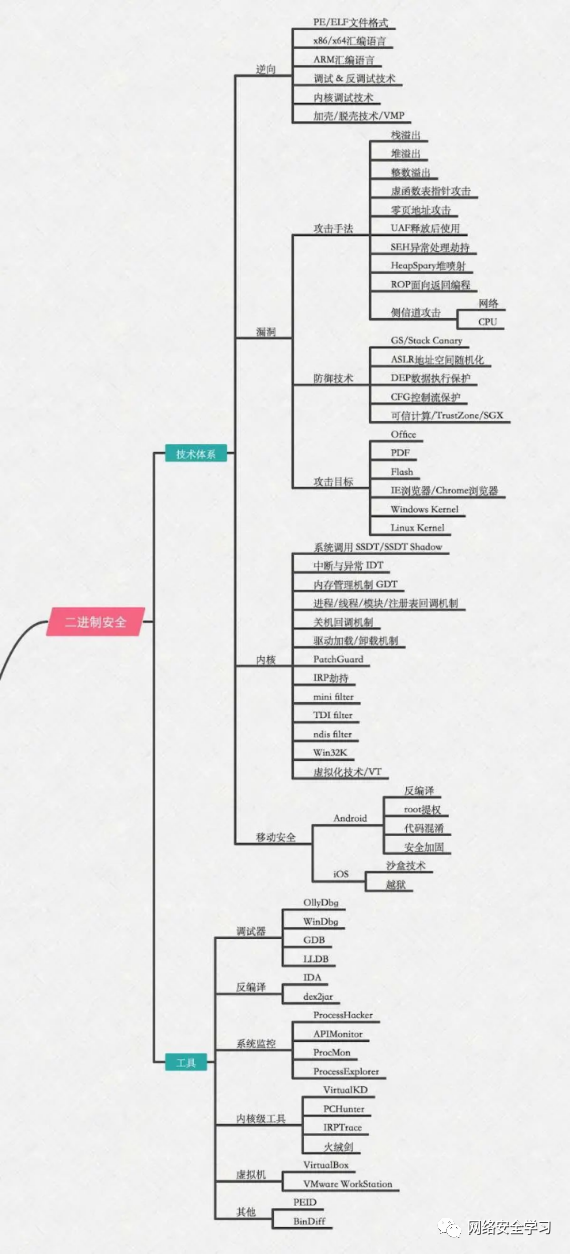 PE/ELF文件格式
x86/x64汇编语言
ARM汇编语言
逆向
调试 & 反调试技术
内核调试技术
加壳/脱壳技术/VMP
栈溢出
堆溢出
整数溢出
虚函数表指针攻击
零页地址攻击
攻击手法
UAF释放后使用
SEH异常处理劫持
HeapSpary堆喷射
ROP面向返回编程
侧信道攻击
网络
CPU
漏洞
GS/Stack Canary
ASLR地址空间随机化
防御技术
DEP数据执行保护
CFG控制流保护
可信计算/TrustZone/SGX
技术体系
Office
PDF
Flash
攻击目标
IE浏览器/Chrome浏览器
Windows Kernel
Linux Kernel
系统调用 SSDT/SSDT Shadow
中断与异常 IDT
内存管理机制 GDT
进程/线程/模块/注册表回调机制
二进制安全
关机回调机制
驱动加载/卸载机制
内核
PatchGuard
IRP劫持
mini filter
TDI filter
ndis filter
Win32K
虚拟化技术/VT
移动安全
Android
反编译
root提权
代码混淆
安全加固
iOS
沙盒技术
越狱
调试器
OllyDbg
WinDbg
GDB
LLDB
反编译
IDA
dex2jar
系统监控
ProcessHacker
APIMonitor
ProcMon
ProcessExplorer
工具
内核级工具
VirtualKD
PCHunter
IRPTrace
火绒剑
虚拟机
VirtualBox
VMware WorkStation
其他
PEID
BinDiff
网络安全学习